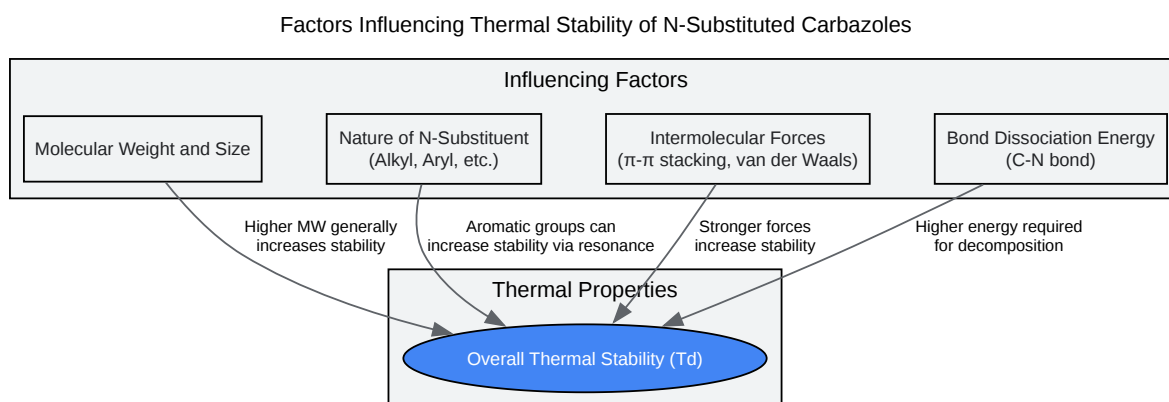 Factors Influencing Thermal Stability of N-Substituted Carbazoles
Influencing Factors
Molecular Weight and Size
Nature of N-Substituent
(Alkyl, Aryl, etc.)
Intermolecular Forces
(π-π stacking, van der Waals)
Bond Dissociation Energy
(C-N bond)
Higher MW generally
increases stability
Aromatic groups can
increase stability via resonance
Stronger forces
increase stability
Higher energy required
for decomposition
Thermal Properties
Overall Thermal Stability (Td)